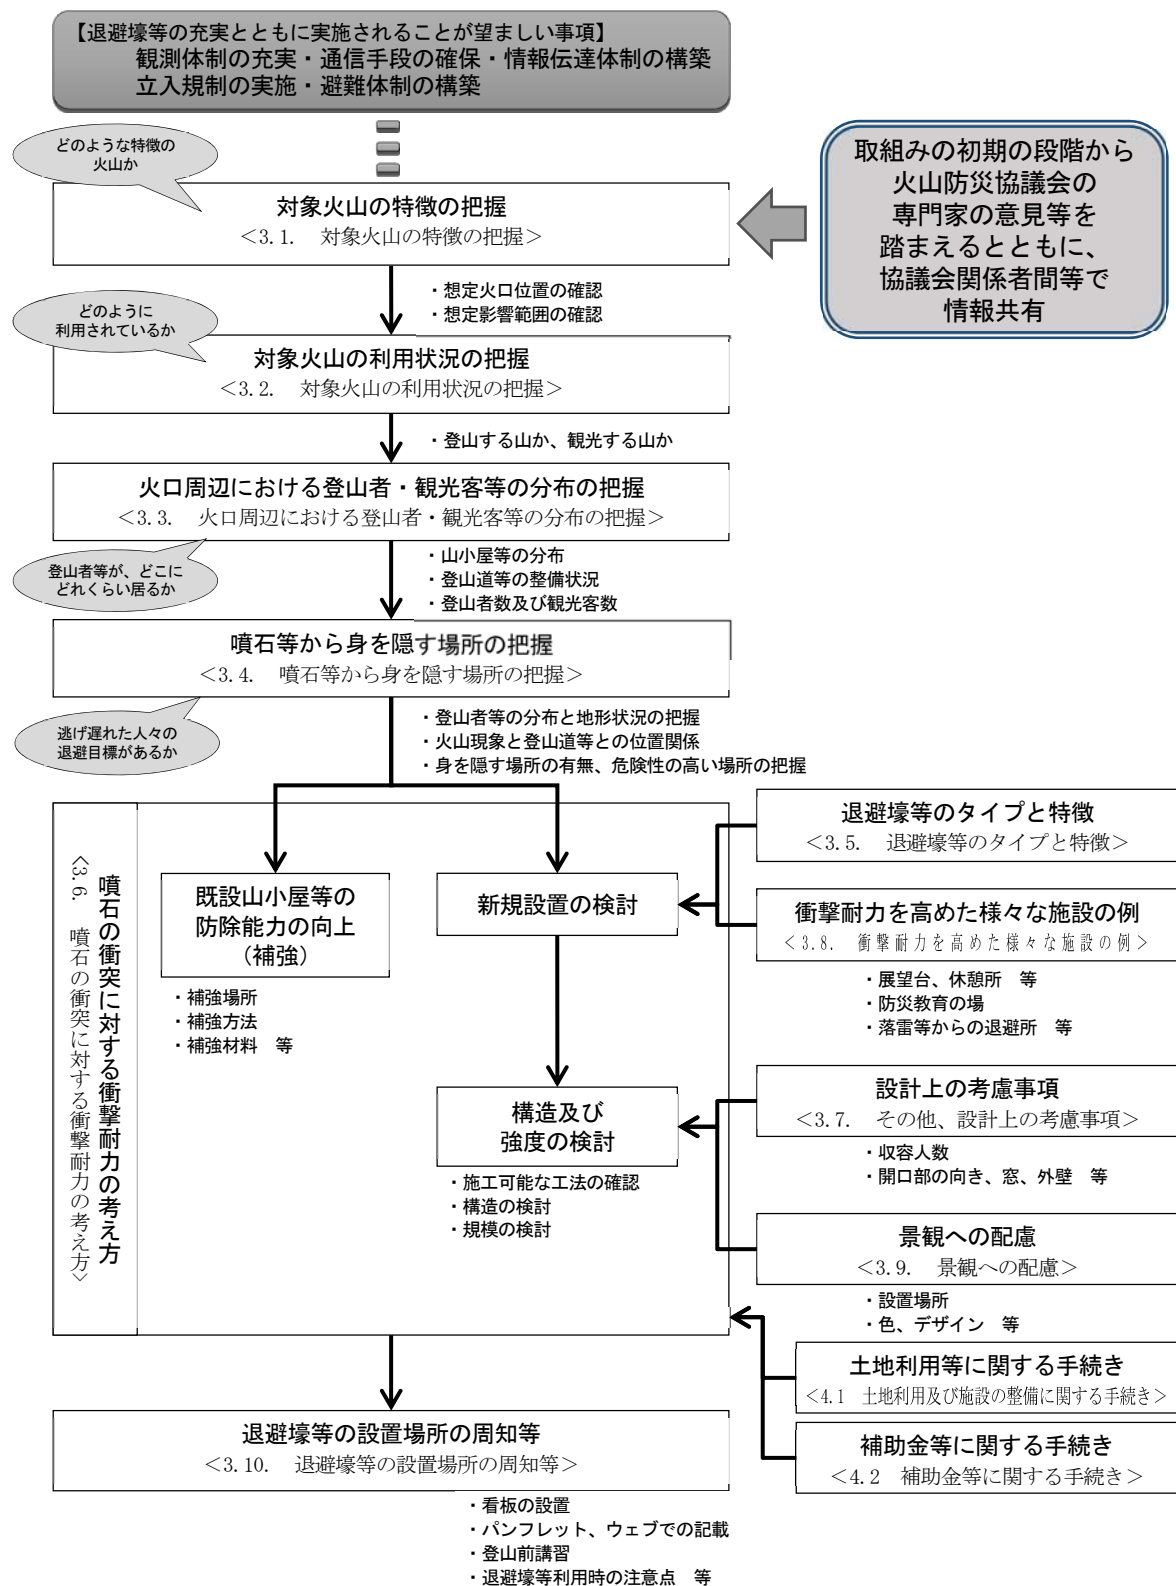 【退避壕等の充実とともに実施されることが望ましい事項】
観測体制の充実・通信手段の確保・情報伝達体制の構築
立入規制の実施・避難体制の構築
どのような特徴の
火山か
取組みの初期の段階から
火山防災協議会の
専門家の意見等を
踏まえるとともに、
協議会関係者間等で
情報共有
対象火山の特徴の把握
<3.1. 対象火山の特徴の把握>
・想定火口位置の確認
・想定影響範囲の確認
どのように
利用されているか
対象火山の利用状況の把握
<3.2. 対象火山の利用状況の把握>
・登山する山か、観光する山か
火口周辺における登山者・観光客等の分布の把握
<3.3. 火口周辺における登山者・観光客等の分布の把握>
登山者等が、どこに
どれくらい居るか
・山小屋等の分布
・登山道等の整備状況
・登山者数及び観光客数
噴石等から身を隠す場所の把握
<3.4. 噴石等から身を隠す場所の把握>
逃げ遅れた人々の
退避目標があるか
・登山者等の分布と地形状況の把握
・火山現象と登山道等との位置関係
・身を隠す場所の有無、危険性の高い場所の把握
噴石の衝突に対する衝撃耐力の考え方
<3.6. 噴石の衝突に対する衝撃耐力の考え方>
既設山小屋等の
防除能力の向上
(補強)
・補強場所
・補強方法
・補強材料 等
新規設置の検討
退避壕等のタイプと特徴
<3.5. 退避壕等のタイプと特徴>
衝撃耐力を高めた様々な施設の例
<3.8. 衝撃耐力を高めた様々な施設の例>
・展望台、休憩所 等
・防災教育の場
・落雷等からの退避所 等
構造及び
強度の検討
・施工可能な工法の確認
・構造の検討
・規模の検討
設計上の考慮事項
<3.7. その他、設計上の考慮事項>
・収容人数
・開口部の向き、窓、外壁 等
景観への配慮
<3.9. 景観への配慮>
・設置場所
・色、デザイン 等
土地利用等に関する手続き
<4.1 土地利用及び施設の整備に関する手続き>
補助金等に関する手続き
<4.2 補助金等に関する手続き>
退避壕等の設置場所の周知等
<3.10. 退避壕等の設置場所の周知等>
・看板の設置
・パンフレット、ウェブでの記載
・登山前講習
・退避壕等利用時の注意点 等